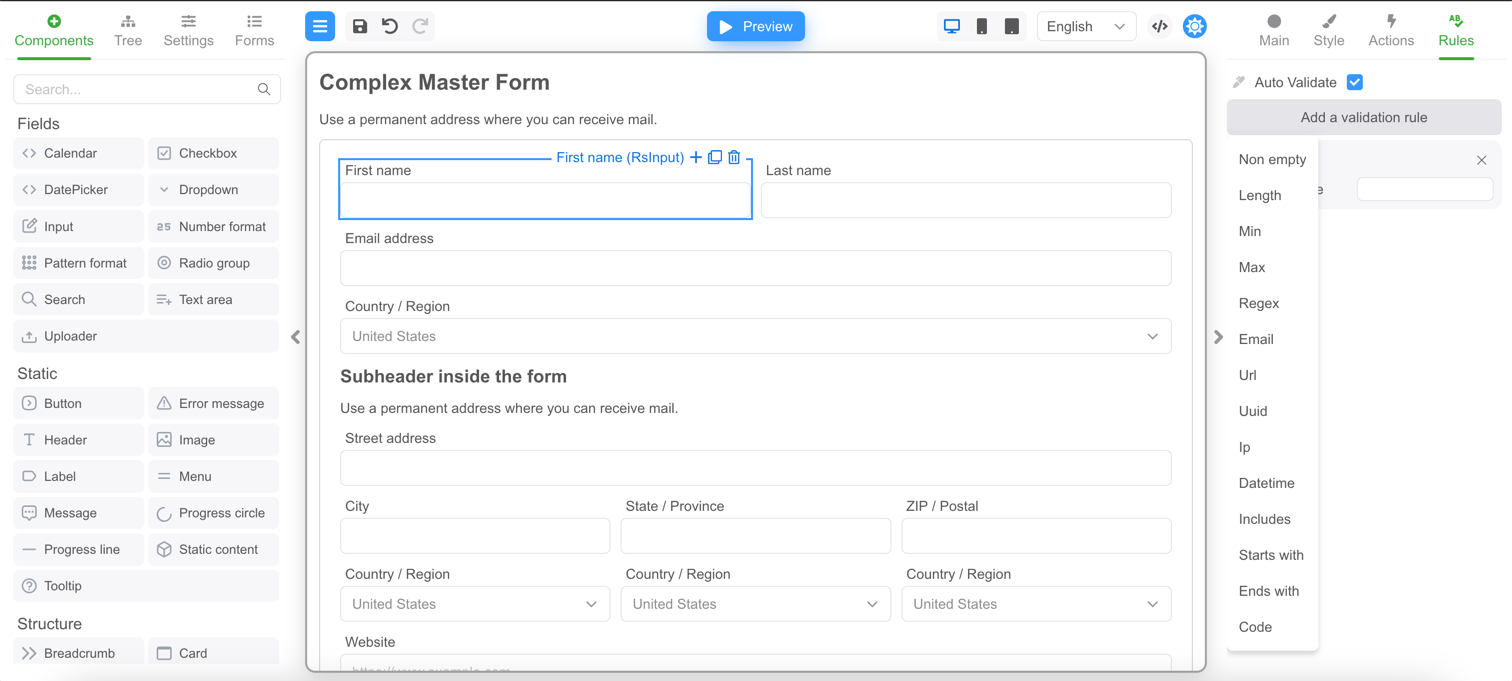 Components
Tree
Settings
Forms
Preview
English
Main
Style
Actions
Rules
Search...
Fields
Calendar
Checkbox
DatePicker
Dropdown
Input
Number format
Pattern format
Radio group
Search
Text area
Uploader
Static
Button
Error message
Header
Image
Label
Menu
Message
Progress circle
Progress line
Static content
Tooltip
Structure
Breadcrumb
Card
Complex Master Form
Use a permanent address where you can receive mail.
First name (RsInput)
First name
Last name
Email address
Country / Region
United States
Subheader inside the form
Use a permanent address where you can receive mail.
Street address
City
State / Province
ZIP / Postal
Country / Region
Country / Region
Country / Region
United States
United States
United States
Website
https://www.example.com
Auto Validate
Add a validation rule
Non empty
Length
Min
Max
Regex
Email
Url
Uuid
Ip
Datetime
Includes
Starts with
Ends with
Code